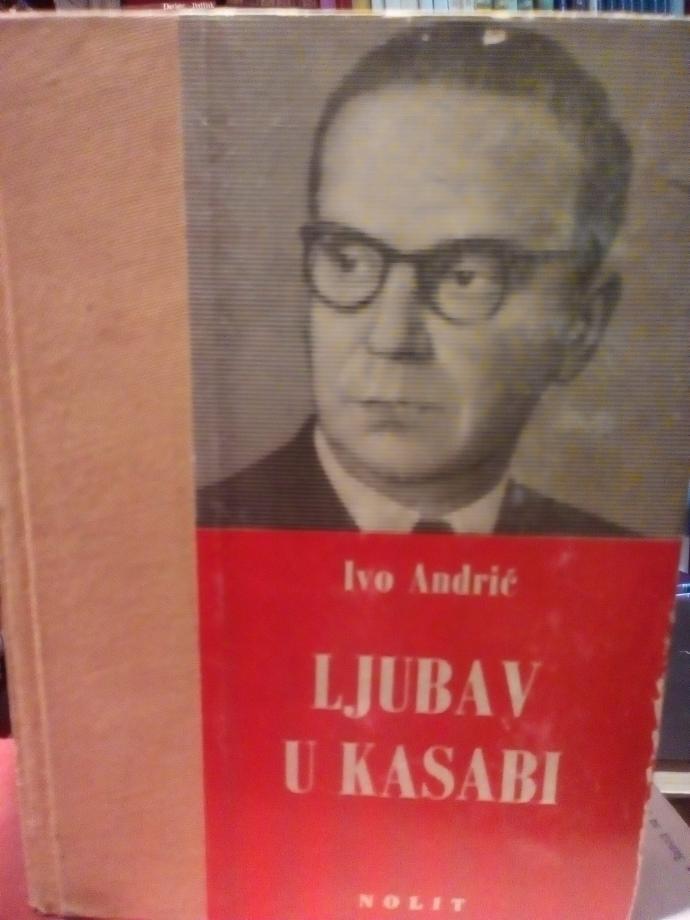 Ivo Andrić
LJUBAV
U KASABI
NOLIT